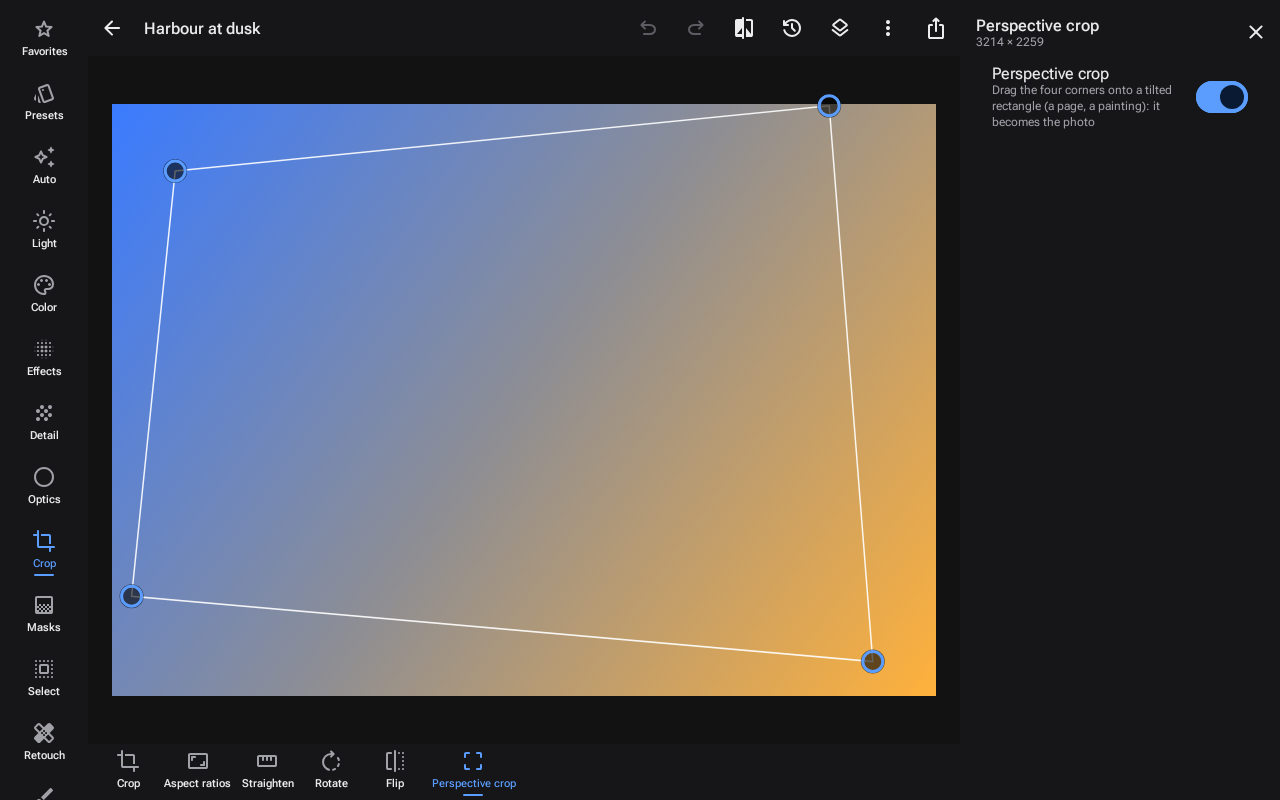 Favorites
Presets
Auto
Light
Color
Effects
Detail
Optics
Crop
Masks
Select
Retouch
Harbour at dusk
Crop
Aspect ratios
Straighten
Rotate
Flip
Perspective crop
Perspective crop
3214 × 2259
Perspective crop
Drag the four corners onto a tilted
rectangle (a page, a painting): it
becomes the photo